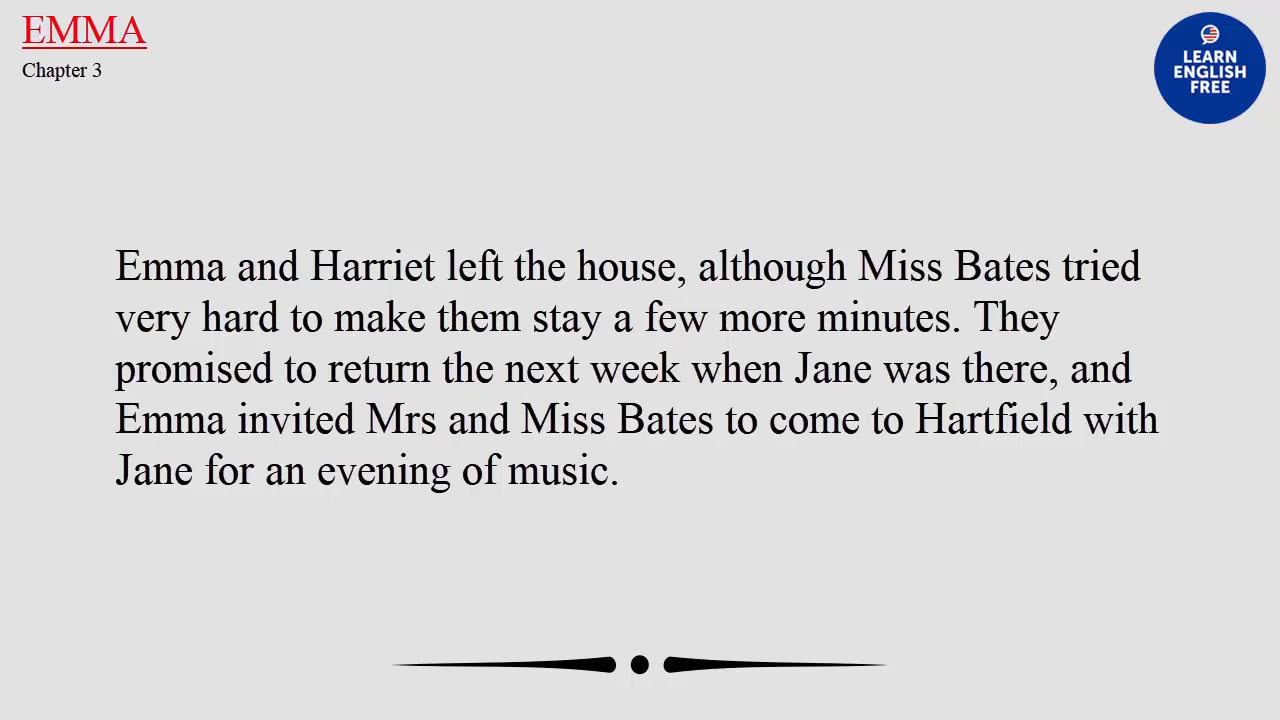 EMMA
Chapter 3
LEARN
ENGLISH
FREE
Emma and Harriet left the house, although Miss Bates tried
very hard to make them stay a few more minutes. They
promised to return the next week when Jane was there, and
Emma invited Mrs and Miss Bates to come to Hartfield with
Jane for an evening of music.